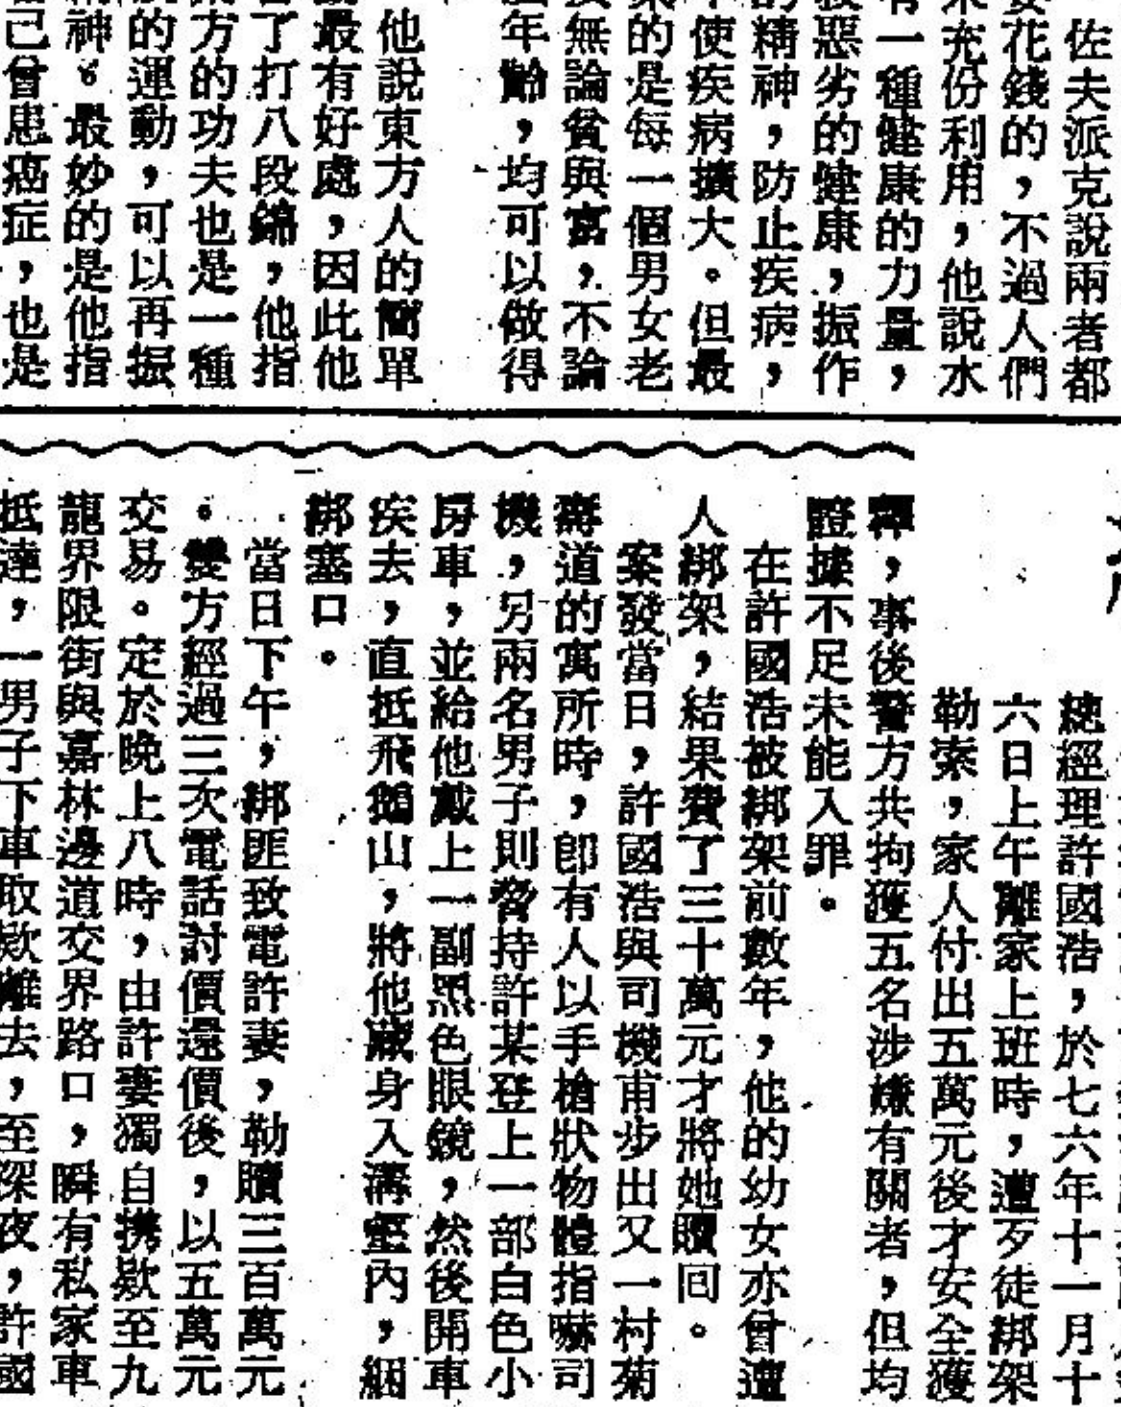 佐夫派克說兩者都
要花錢的，不過人們
未充份利用，他說水
有一種健康的力量，
惡劣的健康，振作
的精神，防止疾病，
使疾病擴大。但最
的是每一個男女老
無論貧與富，不論
年齡，均可以做得
他說東方人的簡單
最有好處，因此他
了打八段錦，他指
方的功夫也是一種
的運動，可以再振
神。最妙的是他指
己曾患癌症，也是
總經理許國浩，於七六年十一月十
六日上午離家上班時，遭歹徒綁架
勒索，家人付出五萬元後才安全獲
釋，事後警方共拘獲五名涉嫌有關者，但均
證據不足未能入罪。
在許國浩被綁架前數年，他的幼女亦曾遭
人綁架，結果費了三十萬元才將她贖回。
案發當日，許國浩與司機甫步出又一村菊
壽道的寓所時，卽有人以手槍狀物體指嚇司
機，另兩名男子則脅持許某登上一部白色小
房車，並給他戴上一副黑色眼鏡，然後開車
疾去，直抵飛鵝山，將他藏身入溝壑內，綑
綁塞口。
當日下午，綁匪致電許妻，勒贖三百萬元
。雙方經過三次電話討價還價後，以五萬元
交易。定於晚上八時，由許妻獨自携欵至九
龍界限街與嘉林邊道交界路口，瞬有私家車
抵達，一男子下車取欵離去，至深夜，許國